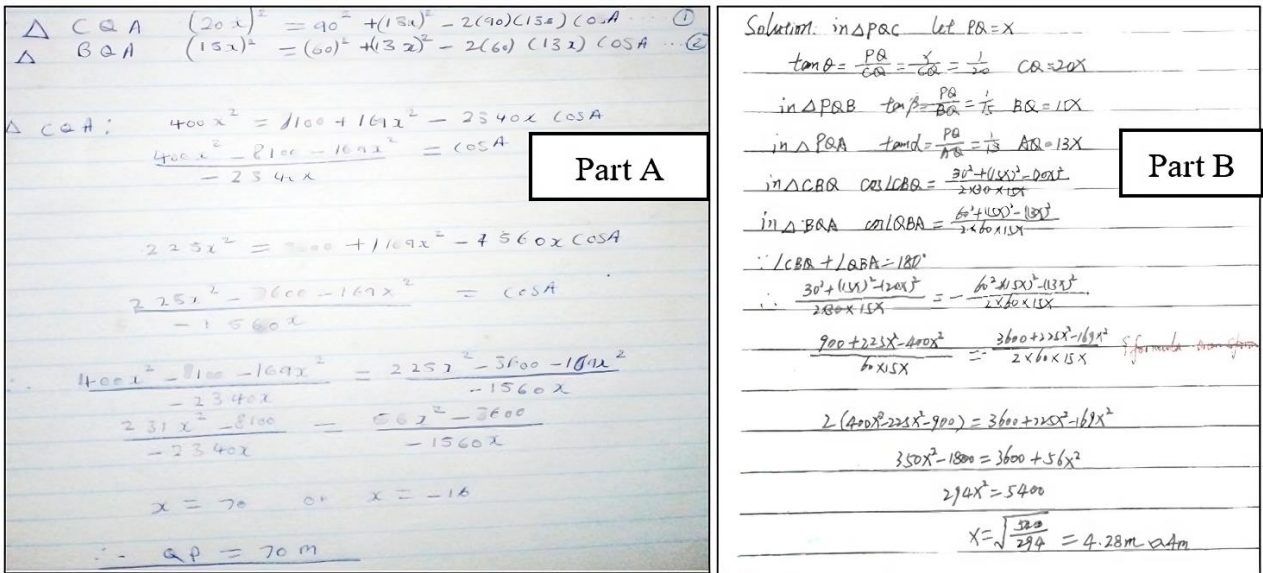 △ CQA (20x)² = 90² + (13x)² - 2(90)(13x) COSA ①
△ BQA (15x)² = (60)² + (13x)² - 2(60) (13x) COSA ... ②
△ CQA: 400x² = 8100 + 169x² - 2340x COSA
400x² - 8100 - 169x² / -2340x = COSA
Part A
225x² = 3600 + 169x² - 1560x COSA
225x² - 3600 - 169x² / -1560x = COSA
∴ 400x² - 8100 - 169x² / -2340x = 225x² - 3600 - 169x² / -1560x
231x² - 8100 / -2340x = 56x² - 3600 / -1560x
x = 70 or x = -16
∴ QP = 70 m
Solution: in△PQC let PQ=X
tanθ = PQ/CQ = X/CQ = 1/20 CQ=20X
in△PQB tanβ = PQ/BQ = 1/15 BQ=15X
in△PQA tanα = PQ/AQ = 1/13 AQ=13X
Part B
in△CBQ cos∠CBQ = 30²+(15X)²-(20X)² / 2×30×15X
in△BQA cos∠QBA = 60²+(15X)²-(13X)² / 2×60×15X
∵ ∠CBQ + ∠QBA = 180°
∴ 30²+(15X)²-(20X)² / 2×30×15X = - 60²+(15X)²-(13X)² / 2×60×15X
900+225X²-400X² / 60×15X = - 3600+225X²-169X² / 2×60×15X
2(400X²-225X²-900) = 3600+225X²-169X²
350X²-1800 = 3600+56X²
294X² = 5400
= 4.28m ≈ 4m